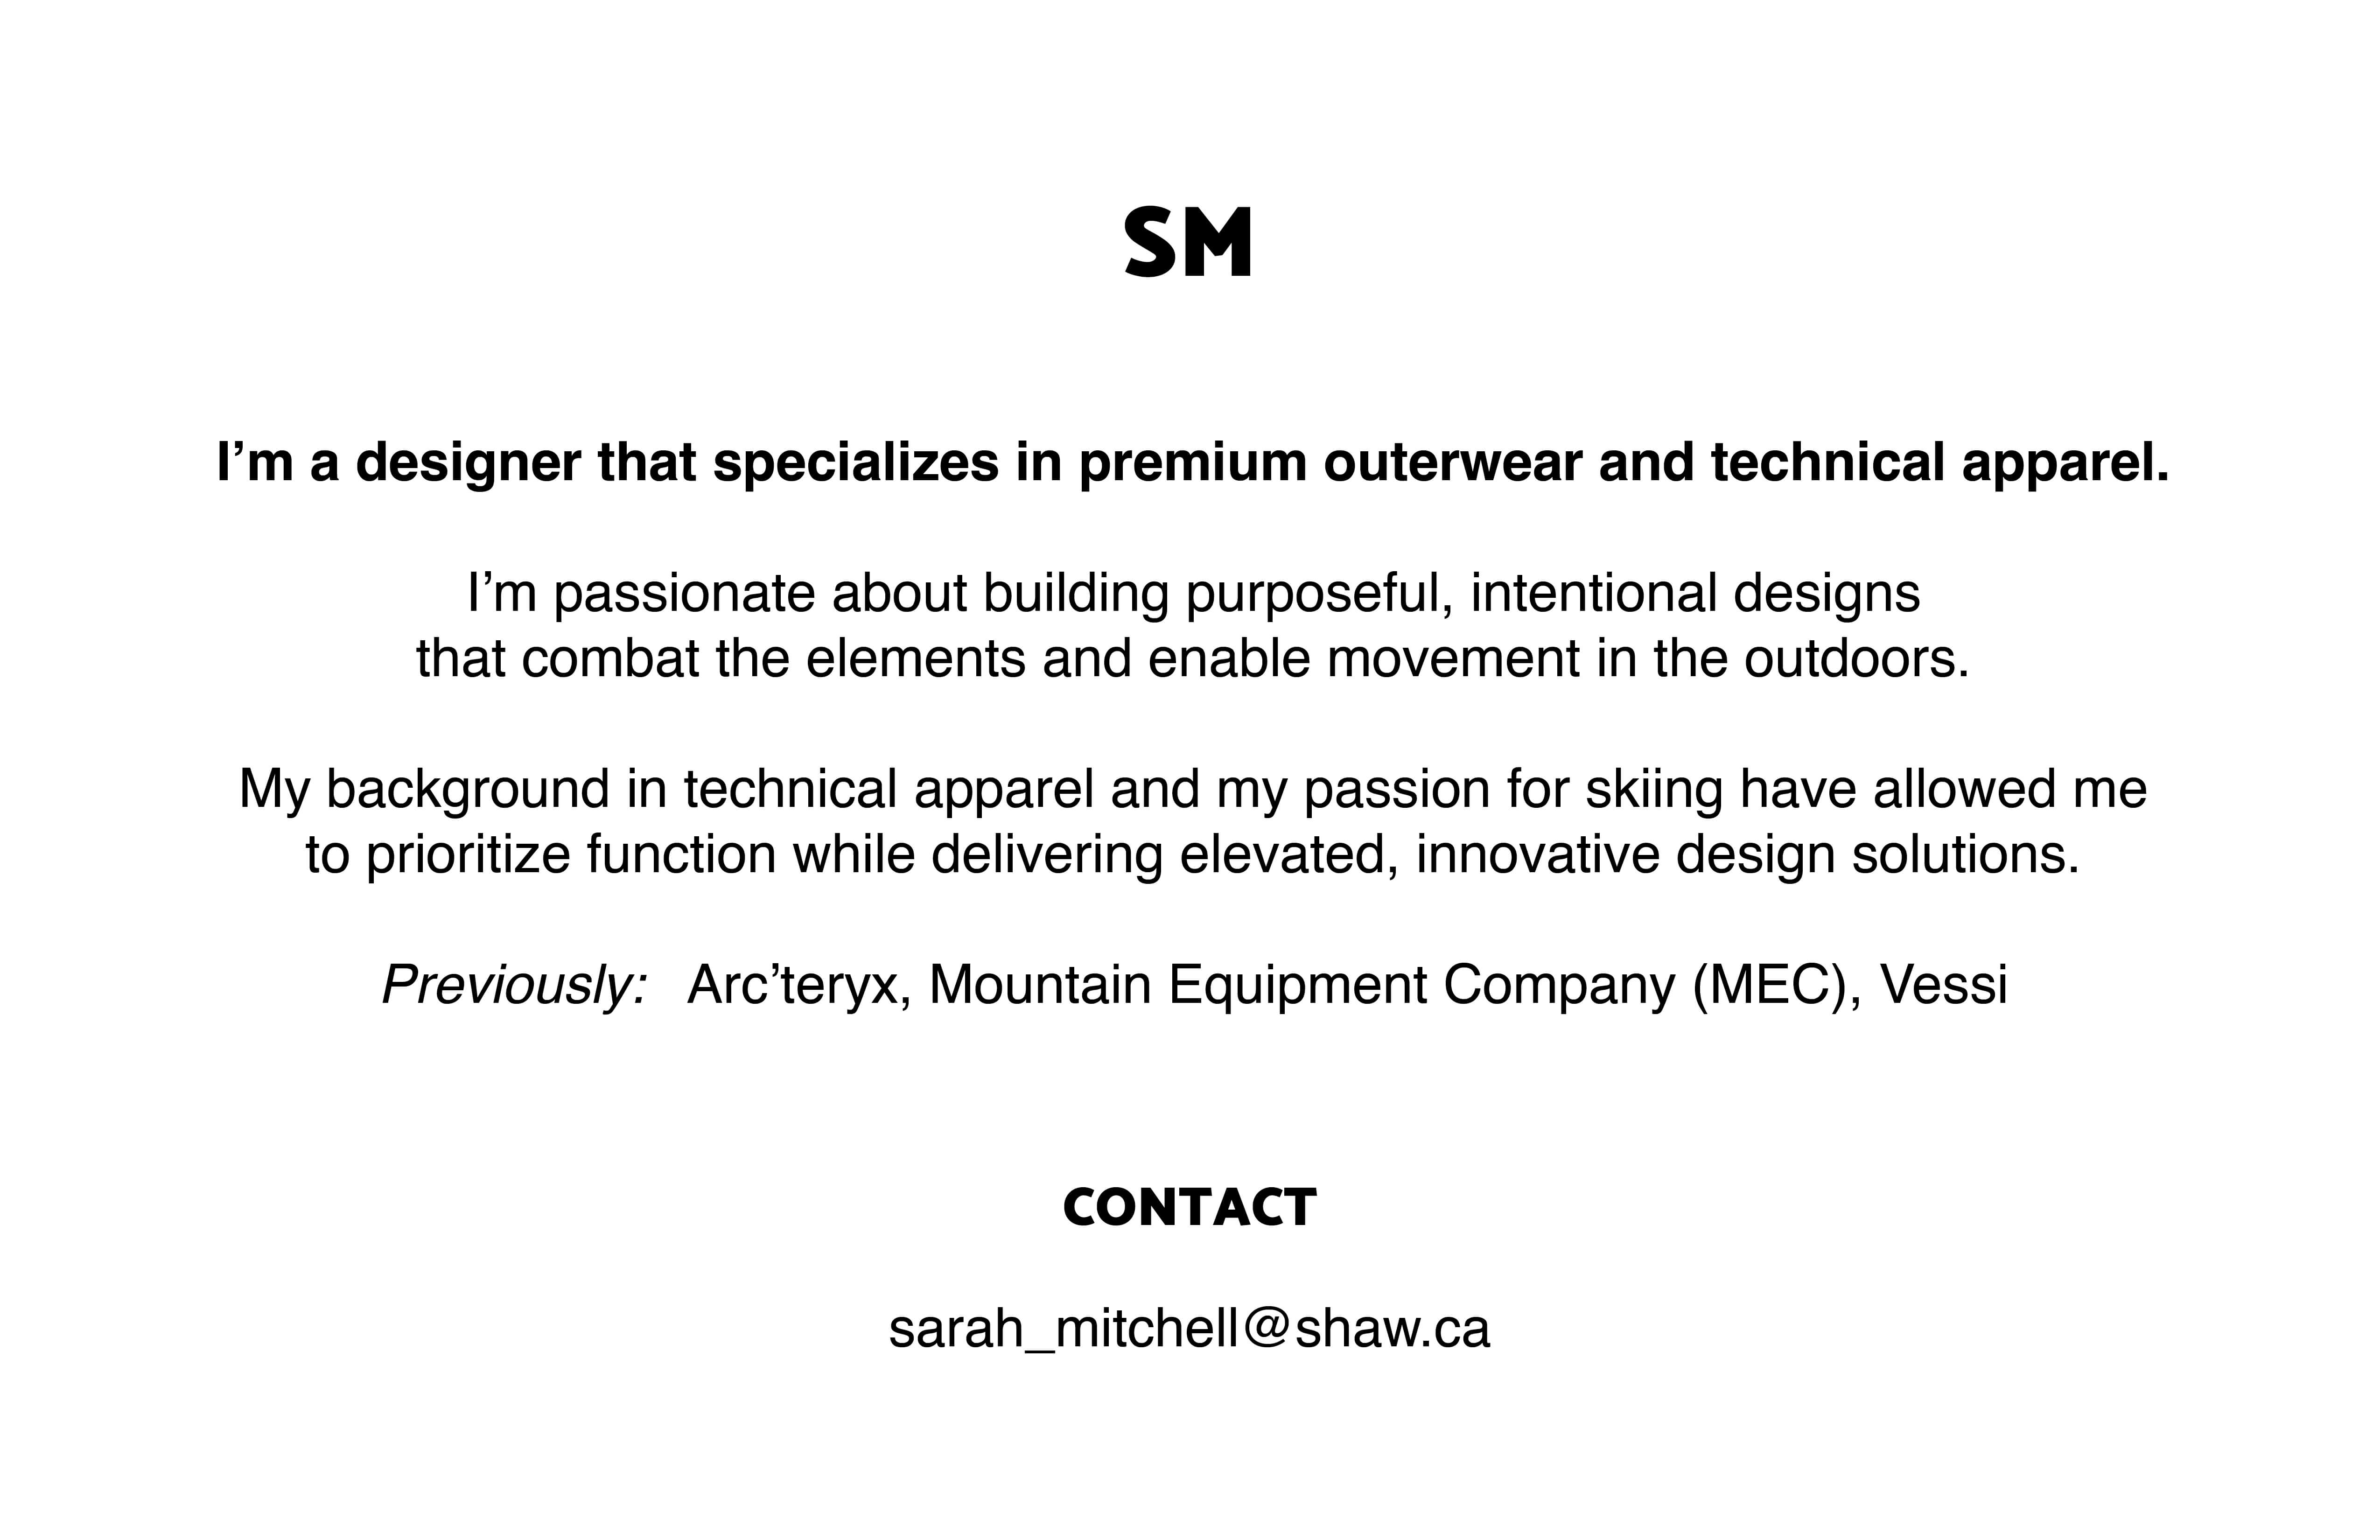 SM
I’m a designer that specializes in premium outerwear and technical apparel.
I’m passionate about building purposeful, intentional designs
that combat the elements and enable movement in the outdoors.
My background in technical apparel and my passion for skiing have allowed me
to prioritize function while delivering elevated, innovative design solutions.
Previously: Arc’teryx, Mountain Equipment Company (MEC), Vessi
CONTACT
sarah_mitchell@shaw.ca